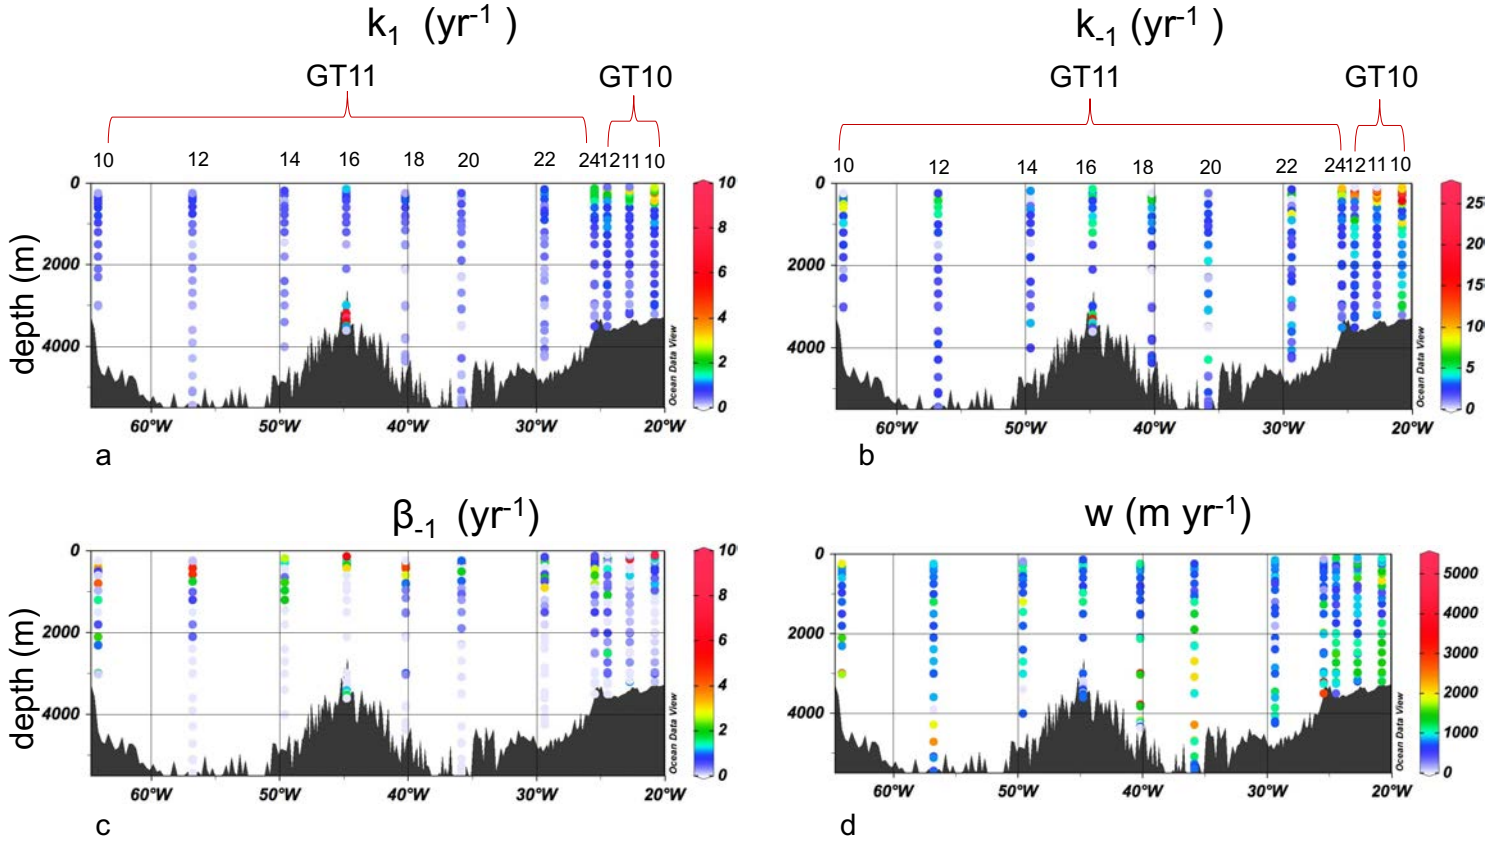 k₁ (yr⁻¹ )
k₋₁ (yr⁻¹ )
GT11
GT10
GT11
GT10
10 12 14 16 18 20 22 24 12 11 10
10 12 14 16 18 20 22 24 12 11 10
depth (m)
0
2000
4000
60°W 50°W 40°W 30°W 20°W
10
8
6
4
2
0
Ocean Data View
a
0
2000
4000
60°W 50°W 40°W 30°W 20°W
25
20
15
10
5
0
Ocean Data View
b
β₋₁ (yr⁻¹)
w (m yr⁻¹)
depth (m)
0
2000
4000
60°W 50°W 40°W 30°W 20°W
10
8
6
4
2
0
Ocean Data View
c
0
2000
4000
60°W 50°W 40°W 30°W 20°W
5000
4000
3000
2000
1000
0
Ocean Data View
d